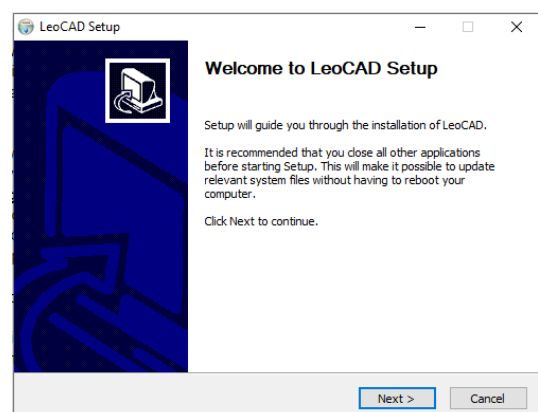 LeoCAD Setup
Welcome to LeoCAD Setup
Setup will guide you through the installation of LeoCAD.
It is recommended that you close all other applications
before starting Setup. This will make it possible to update
relevant system files without having to reboot your
computer.
Click Next to continue.
Next > Cancel